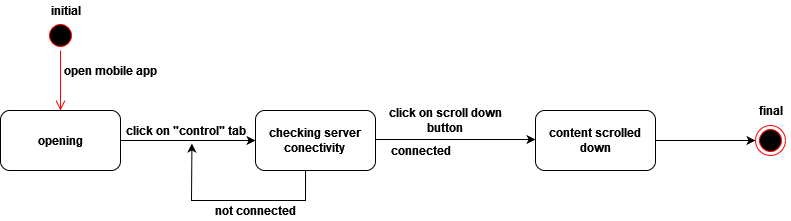 initial
open mobile app
opening
click on "control" tab
checking server
conectivity
not connected
click on scroll down
button
connected
content scrolled
down
final